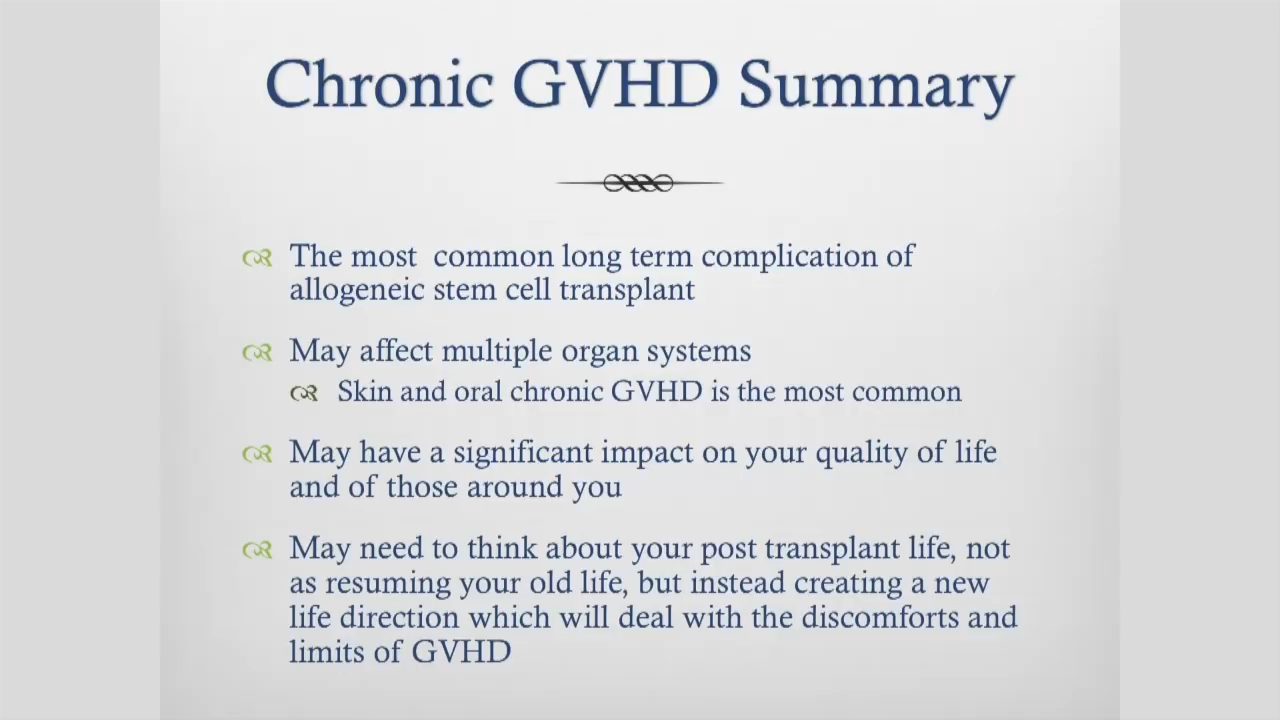 Chronic GVHD Summary
The most  common long term complication of
allogeneic stem cell transplant
May affect multiple organ systems
Skin and oral chronic GVHD is the most common
May have a significant impact on your quality of life
and of those around you
May need to think about your post transplant life, not
as resuming your old life, but instead creating a new
life direction which will deal with the discomforts and
limits of GVHD